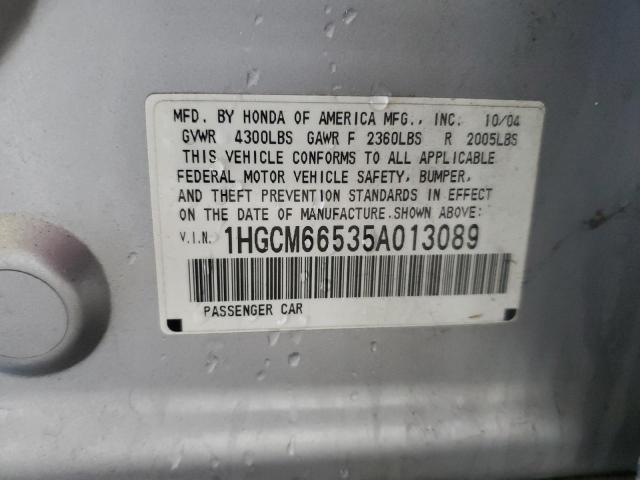 MFD. BY HONDA OF AMERICA MFG., INC. 10/04
GVWR 4300LBS GAWR F 2360LBS R 2005LBS
THIS VEHICLE CONFORMS TO ALL APPLICABLE
FEDERAL MOTOR VEHICLE SAFETY, BUMPER,
AND THEFT PREVENTION STANDARDS IN EFFECT
ON THE DATE OF MANUFACTURE.SHOWN ABOVE:
V.I.N. 1HGCM66535A013089
PASSENGER CAR